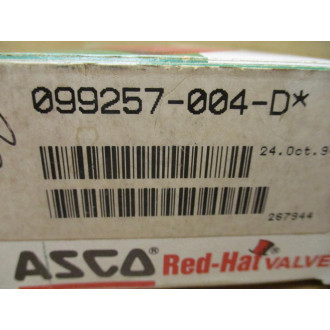 099257-004-D*
24.Oct.9
267944
ASCO® Red-Hat VALVE